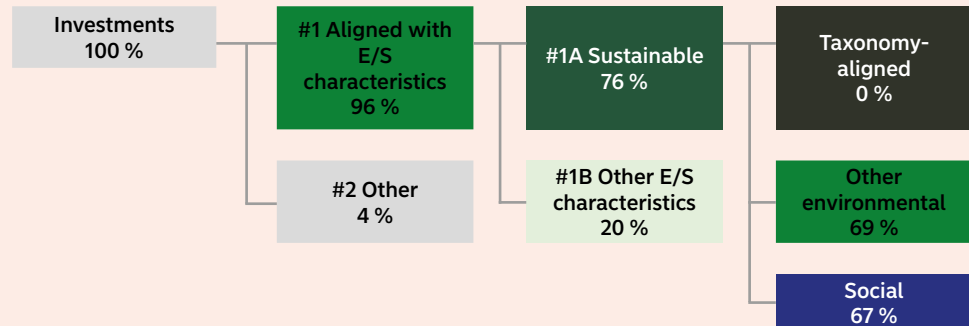 Investments
100 %
#1 Aligned with
E/S
characteristics
96 %
#1A Sustainable
76 %
Taxonomy-
aligned
0 %
#2 Other
4 %
#1B Other E/S
characteristics
20 %
Other
environmental
69 %
Social
67 %